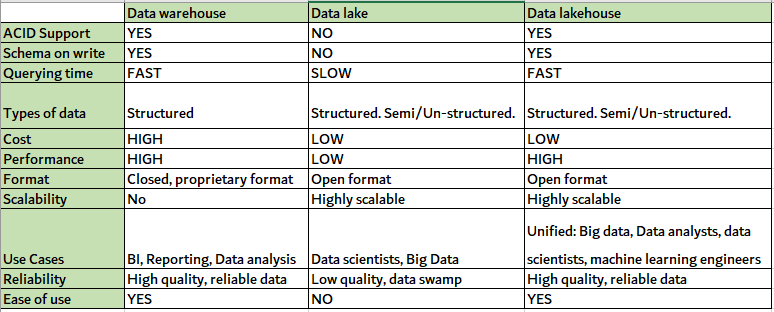 Data warehouse Data lake Data lakehouse
ACID Support YES NO YES
Schema on write YES NO YES
Querying time FAST SLOW FAST
Types of data Structured Structured. Semi/Un-structured. Structured. Semi/Un-structured.
Cost HIGH LOW LOW
Performance HIGH LOW HIGH
Format Closed, proprietary format Open format Open format
Scalability No Highly scalable Highly scalable
Unified: Big data, Data analysts, data
Use Cases BI, Reporting, Data analysis Data scientists, Big Data scientists, machine learning engineers
Reliability High quality, reliable data Low quality, data swamp High quality, reliable data
Ease of use YES NO YES